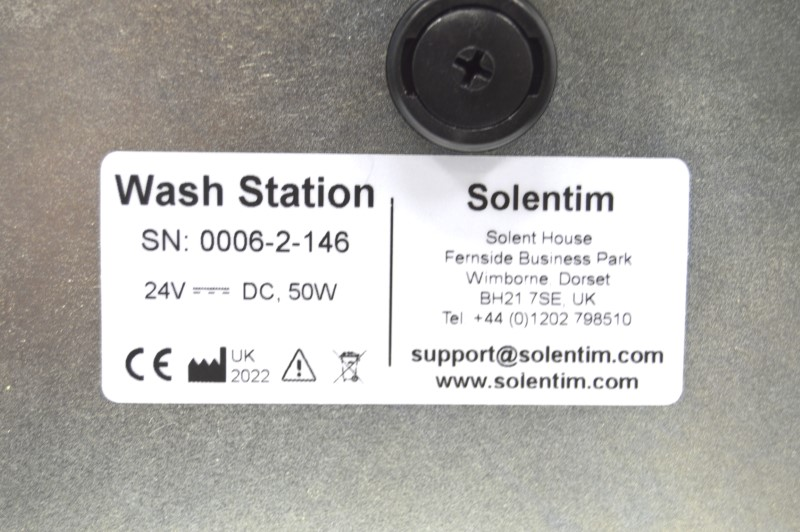 Wash Station
SN: 0006-2-146
24V DC, 50W
CE
UK
2022
Solentim
Solent House
Fernside Business Park
Wimborne Dorset
BH21 7SE, UK
Tel +44 (0)1202 798510
support@solentim.com
www.solentim.com